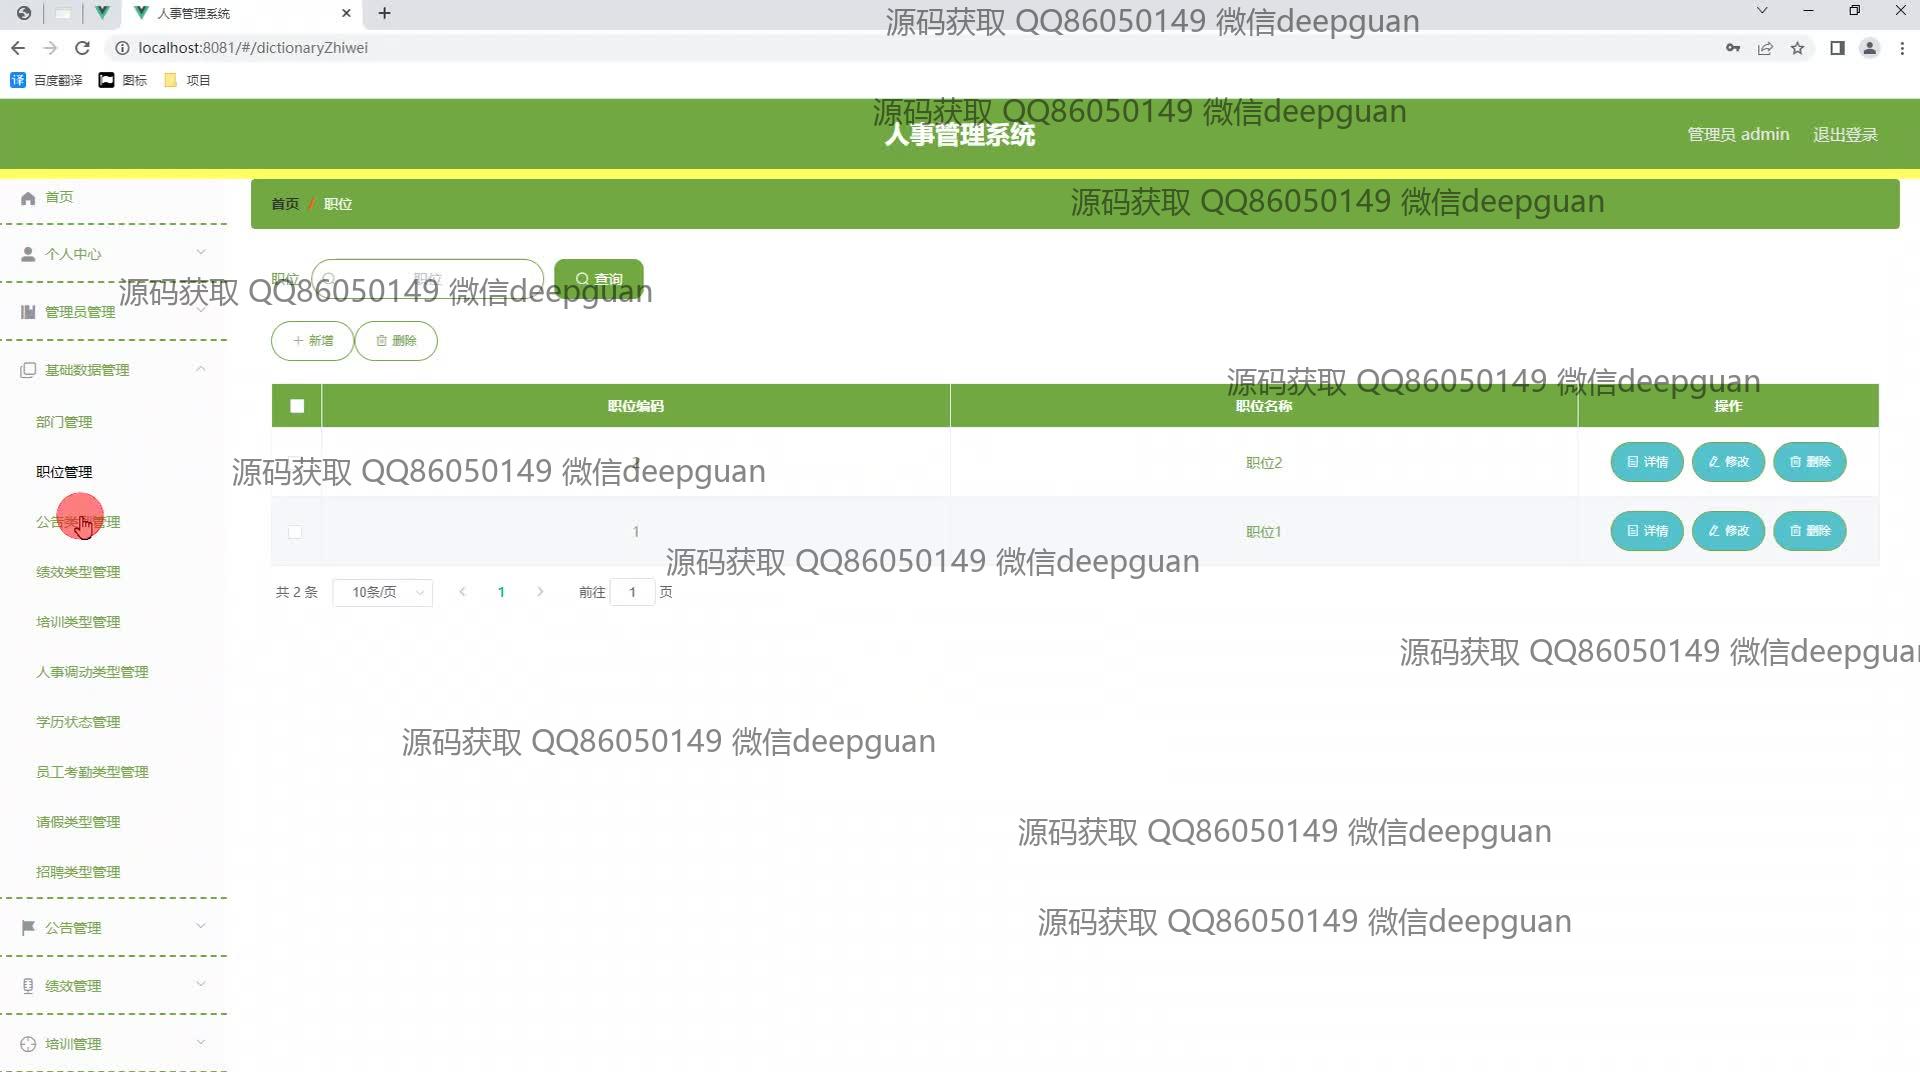 人事管理系统
源码获取 QQ86050149 微信deepguan
localhost:8081/#/dictionaryZhiwei
百度翻译 图标 项目
源码获取 QQ86050149 微信deepguan
人事管理系统
管理员 admin 退出登录
首页
首页 / 职位
源码获取 QQ86050149 微信deepguan
个人中心
职位 职位 查询
源码获取 QQ86050149 微信deepguan
管理员管理
新增 删除
基础数据管理
源码获取 QQ86050149 微信deepguan
职位编码 职位名称 操作
部门管理
职位管理
源码获取 QQ86050149 微信deepguan
2 职位2 详情 修改 删除
公告类型管理
1 职位1 详情 修改 删除
源码获取 QQ86050149 微信deepguan
绩效类型管理
共 2 条 10条/页 1 前往 1 页
培训类型管理
源码获取 QQ86050149 微信deepguan
人事调动类型管理
学历状态管理
源码获取 QQ86050149 微信deepguan
员工考勤类型管理
请假类型管理
源码获取 QQ86050149 微信deepguan
招聘类型管理
公告管理
源码获取 QQ86050149 微信deepguan
绩效管理
培训管理